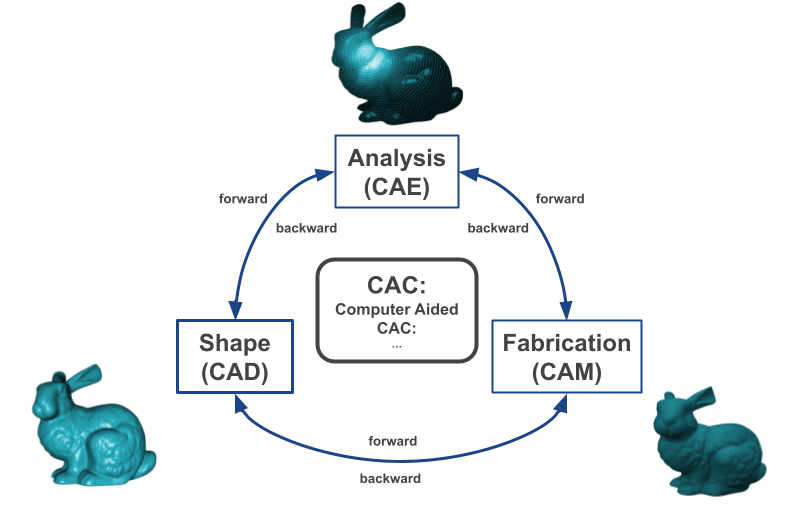 Analysis
(CAE)
forward
forward
backward
backward
CAC:
Computer Aided
CAC:
...
Shape
(CAD)
Fabrication
(CAM)
forward
backward